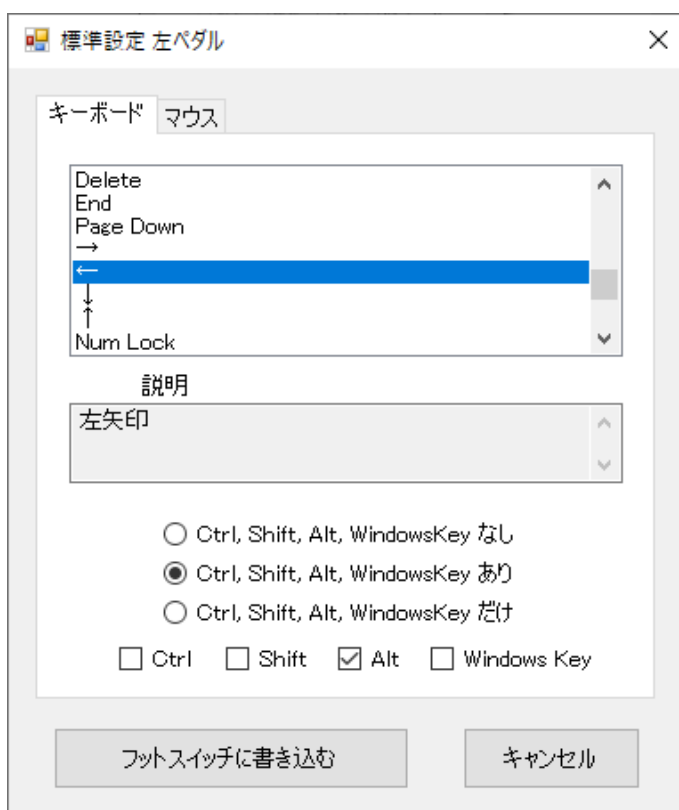 標準設定 左ペダル
キーボード マウス
Delete
End
Page Down
→
←
↓
↑
Num Lock
説明
左矢印
Ctrl, Shift, Alt, WindowsKey なし
Ctrl, Shift, Alt, WindowsKey あり
Ctrl, Shift, Alt, WindowsKey だけ
Ctrl Shift Alt Windows Key
フットスイッチに書き込む キャンセル